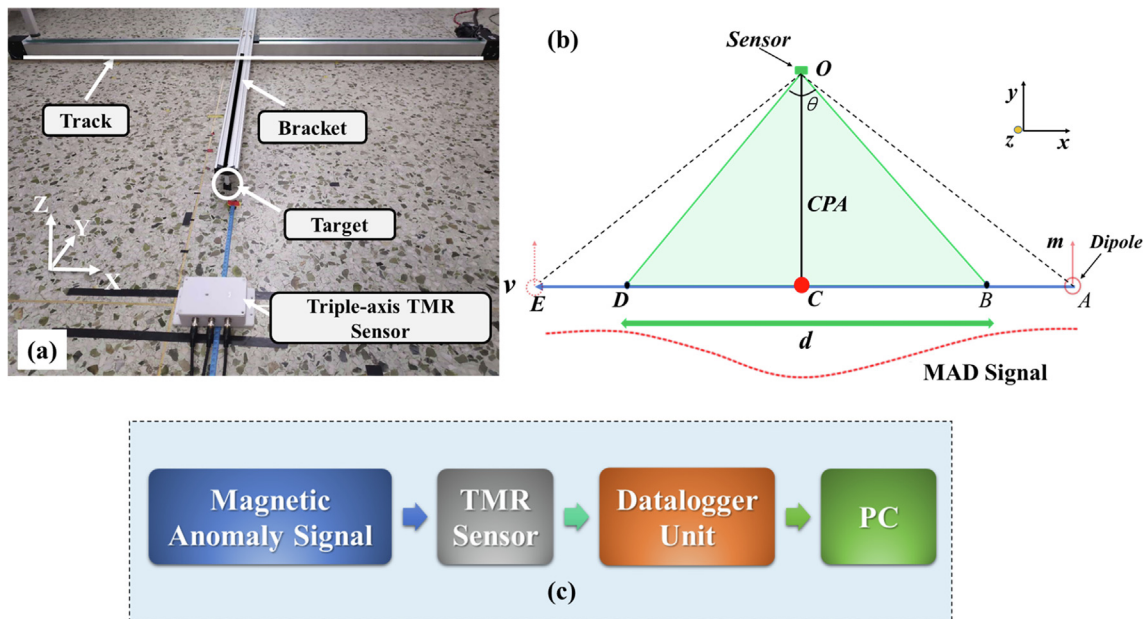 Track
Bracket
Target
Z
Y
X
Triple-axis TMR
Sensor
(a)
(b)
Sensor
O
θ
y
z
x
CPA
m
Dipole
v
E
D
C
B
A
d
MAD Signal
Magnetic
Anomaly Signal
TMR
Sensor
Datalogger
Unit
PC
(c)